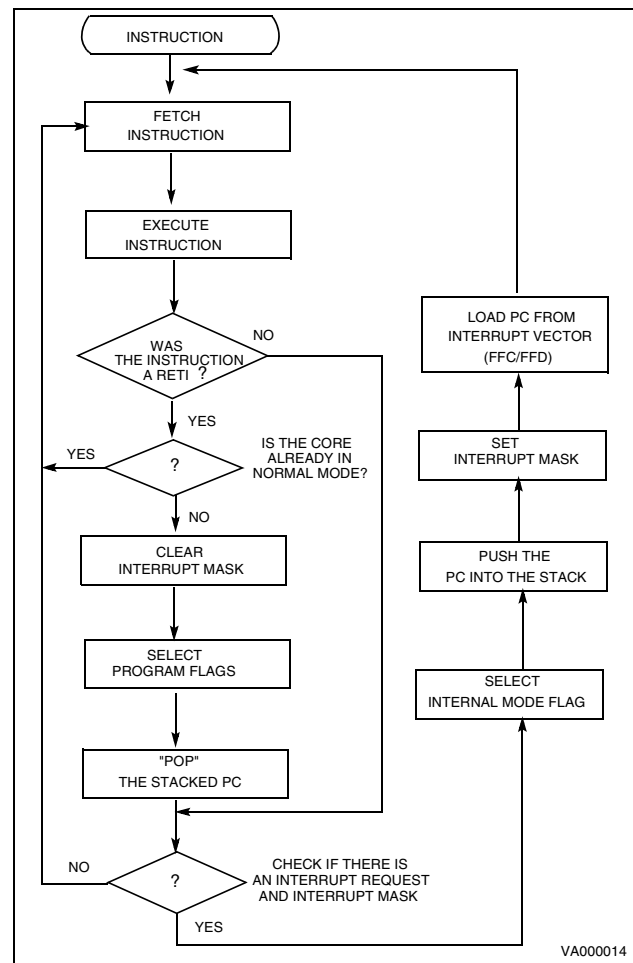 INSTRUCTION
FETCH
INSTRUCTION
EXECUTE
INSTRUCTION
WAS
THE INSTRUCTION
A RETI ?
NO
YES
YES
?
IS THE CORE
ALREADY IN
NORMAL MODE?
NO
CLEAR
INTERRUPT MASK
SELECT
PROGRAM FLAGS
"POP"
THE STACKED PC
NO
?
CHECK IF THERE IS
AN INTERRUPT REQUEST
AND INTERRUPT MASK
YES
LOAD PC FROM
INTERRUPT VECTOR
(FFC/FFD)
SET
INTERRUPT MASK
PUSH THE
PC INTO THE STACK
SELECT
INTERNAL MODE FLAG
VA000014